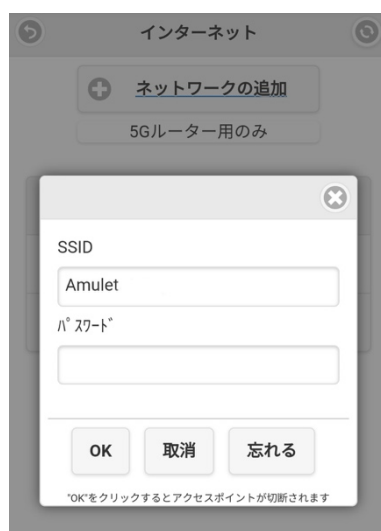 インターネット
ネットワークの追加
5Gルーター用のみ
SSID
Amulet
ﾊﾟｽﾜｰﾄﾞ
OK
取消
忘れる
"OK"をクリックするとアクセスポイントが切断されます